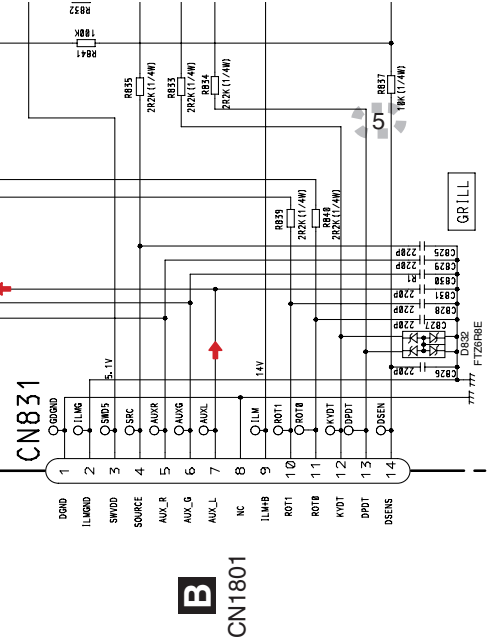 R832
100K
R841
R835
2R2K(1/4W)
R833
2R2K(1/4W)
R834
2R2K(1/4W)
R837
10K(1/4W)
5
R839
2R2K(1/4W)
R840
2R2K(1/4W)
GRILL
220P
C825
220P
C829
R1
C830
220P
C831
C828
220P
C827
220P
C826
D832
FTZ6R8E
CN831
5.1V
14V
GDGND
ILMG
SWD5
SRC
AUXR
AUXG
AUXL
ILM
ROT1
ROT0
KYDT
DPDT
DSEN
1
2
3
4
5
6
7
8
9
10
11
12
13
14
DGND
ILMGND
SWVDD
SOURCE
AUX_R
AUX_G
AUX_L
NC
ILM+B
ROT1
ROT0
KYDT
DPDT
DSENS
B
CN1801